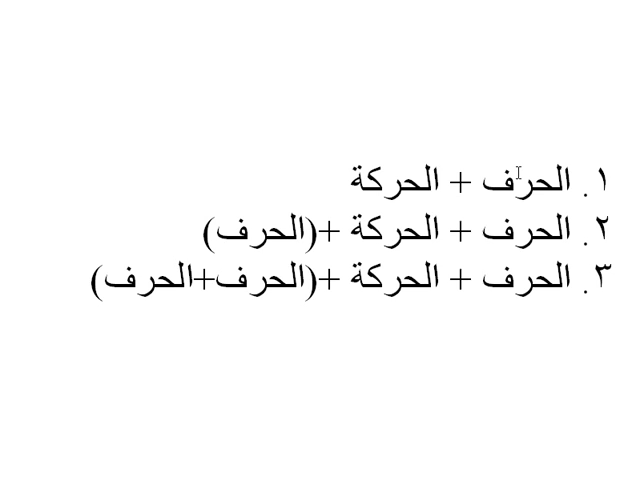 ١. الحرف + الحركة
٢. الحرف + الحركة +(الحرف)
٣. الحرف + الحركة +(الحرف+الحرف)